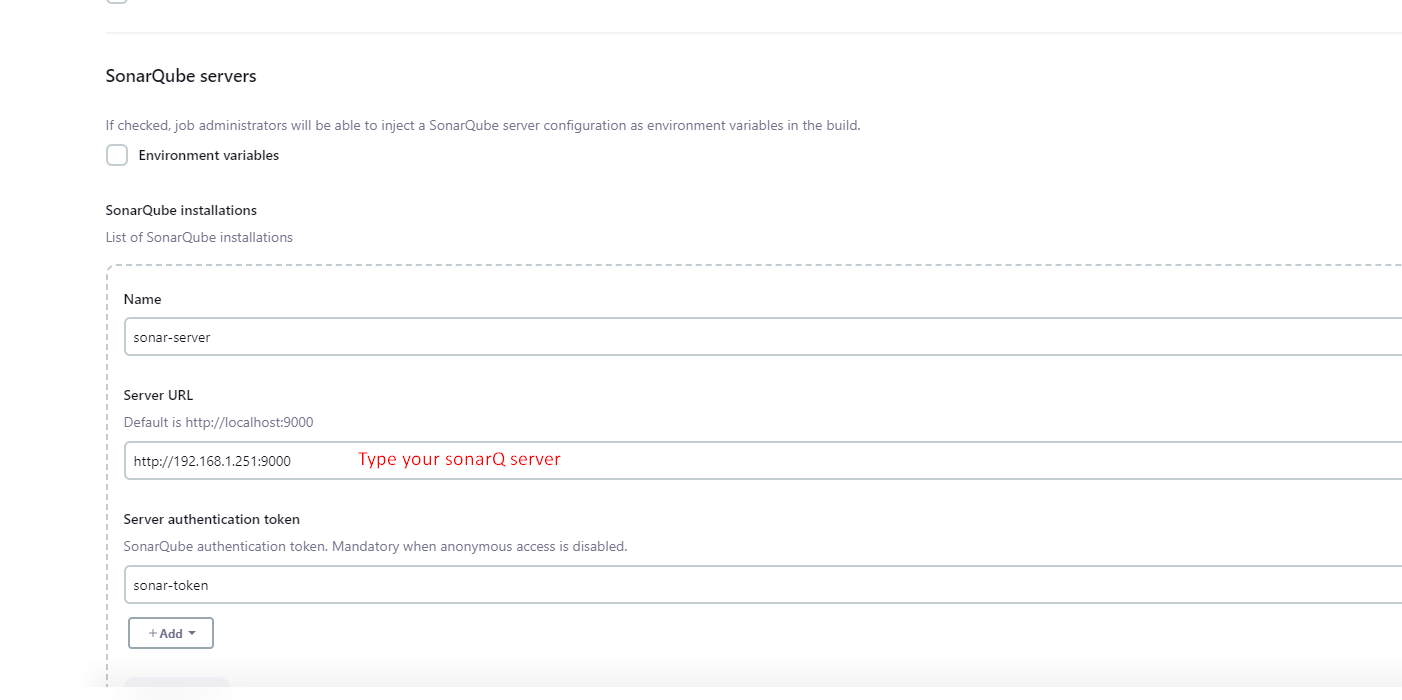 SonarQube servers
If checked, job administrators will be able to inject a SonarQube server configuration as environment variables in the build.
Environment variables
SonarQube installations
List of SonarQube installations
Name
sonar-server
Server URL
Default is http://localhost:9000
http://192.168.1.251:9000 Type your sonarQ server
Server authentication token
SonarQube authentication token. Mandatory when anonymous access is disabled.
sonar-token
+ Add